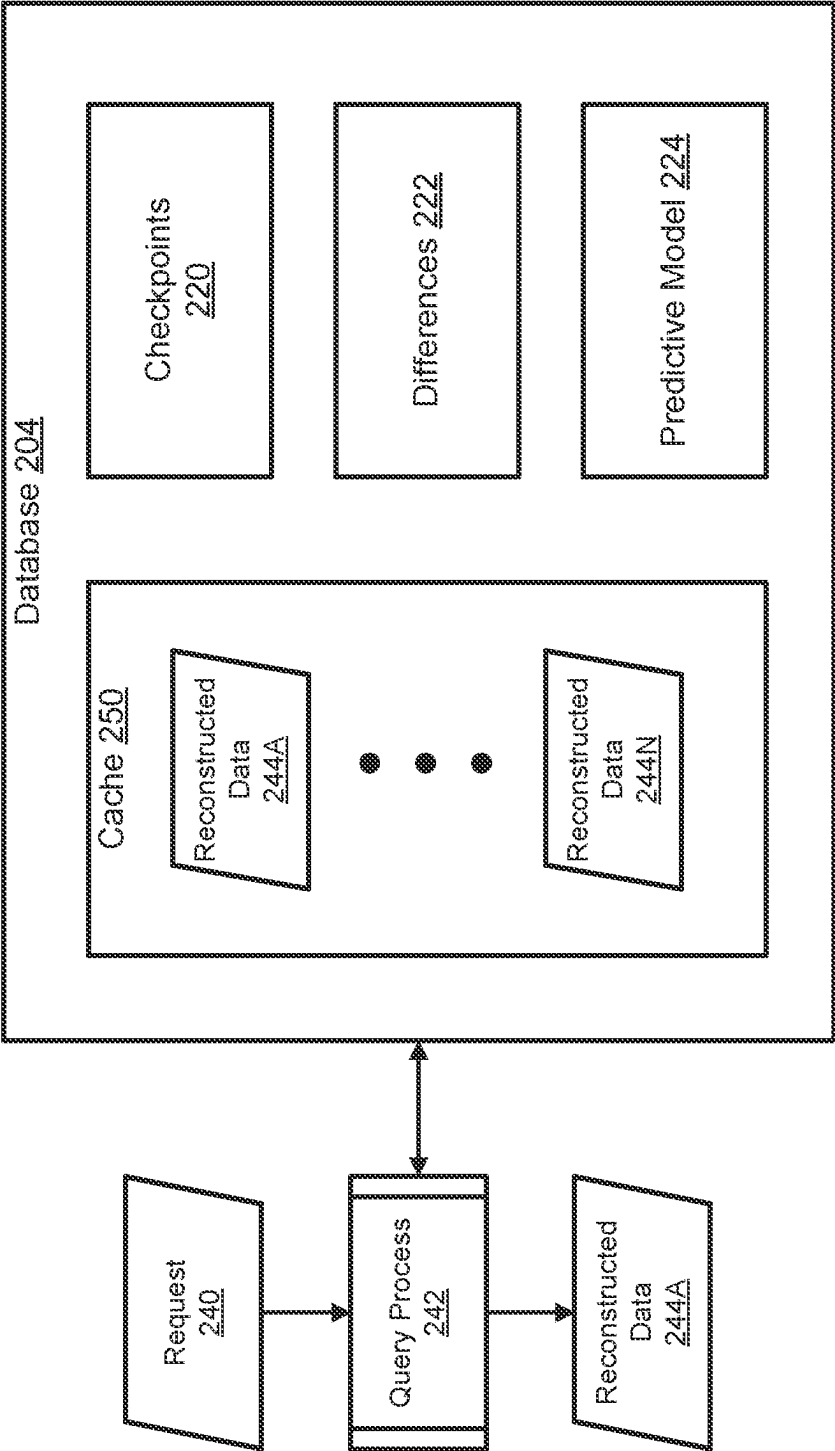 Request
240
Query Process
242
Reconstructed
Data
244A
Database 204
Cache 250
Reconstructed
Data
244A
Reconstructed
Data
244N
Checkpoints
220
Differences 222
Predictive Model 224